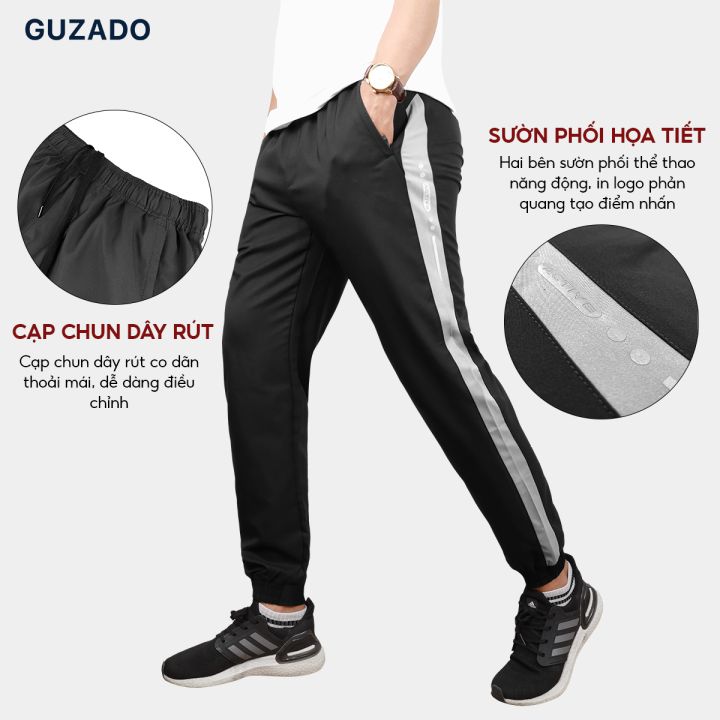 GUZADO
SƯỜN PHỐI HỌA TIẾT
Hai bên sườn phối thể thao
năng động, in logo phản
quang tạo điểm nhấn
CẠP CHUN DÂY RÚT
Cạp chun dây rút co dãn
thoải mái, dễ dàng điều
chỉnh